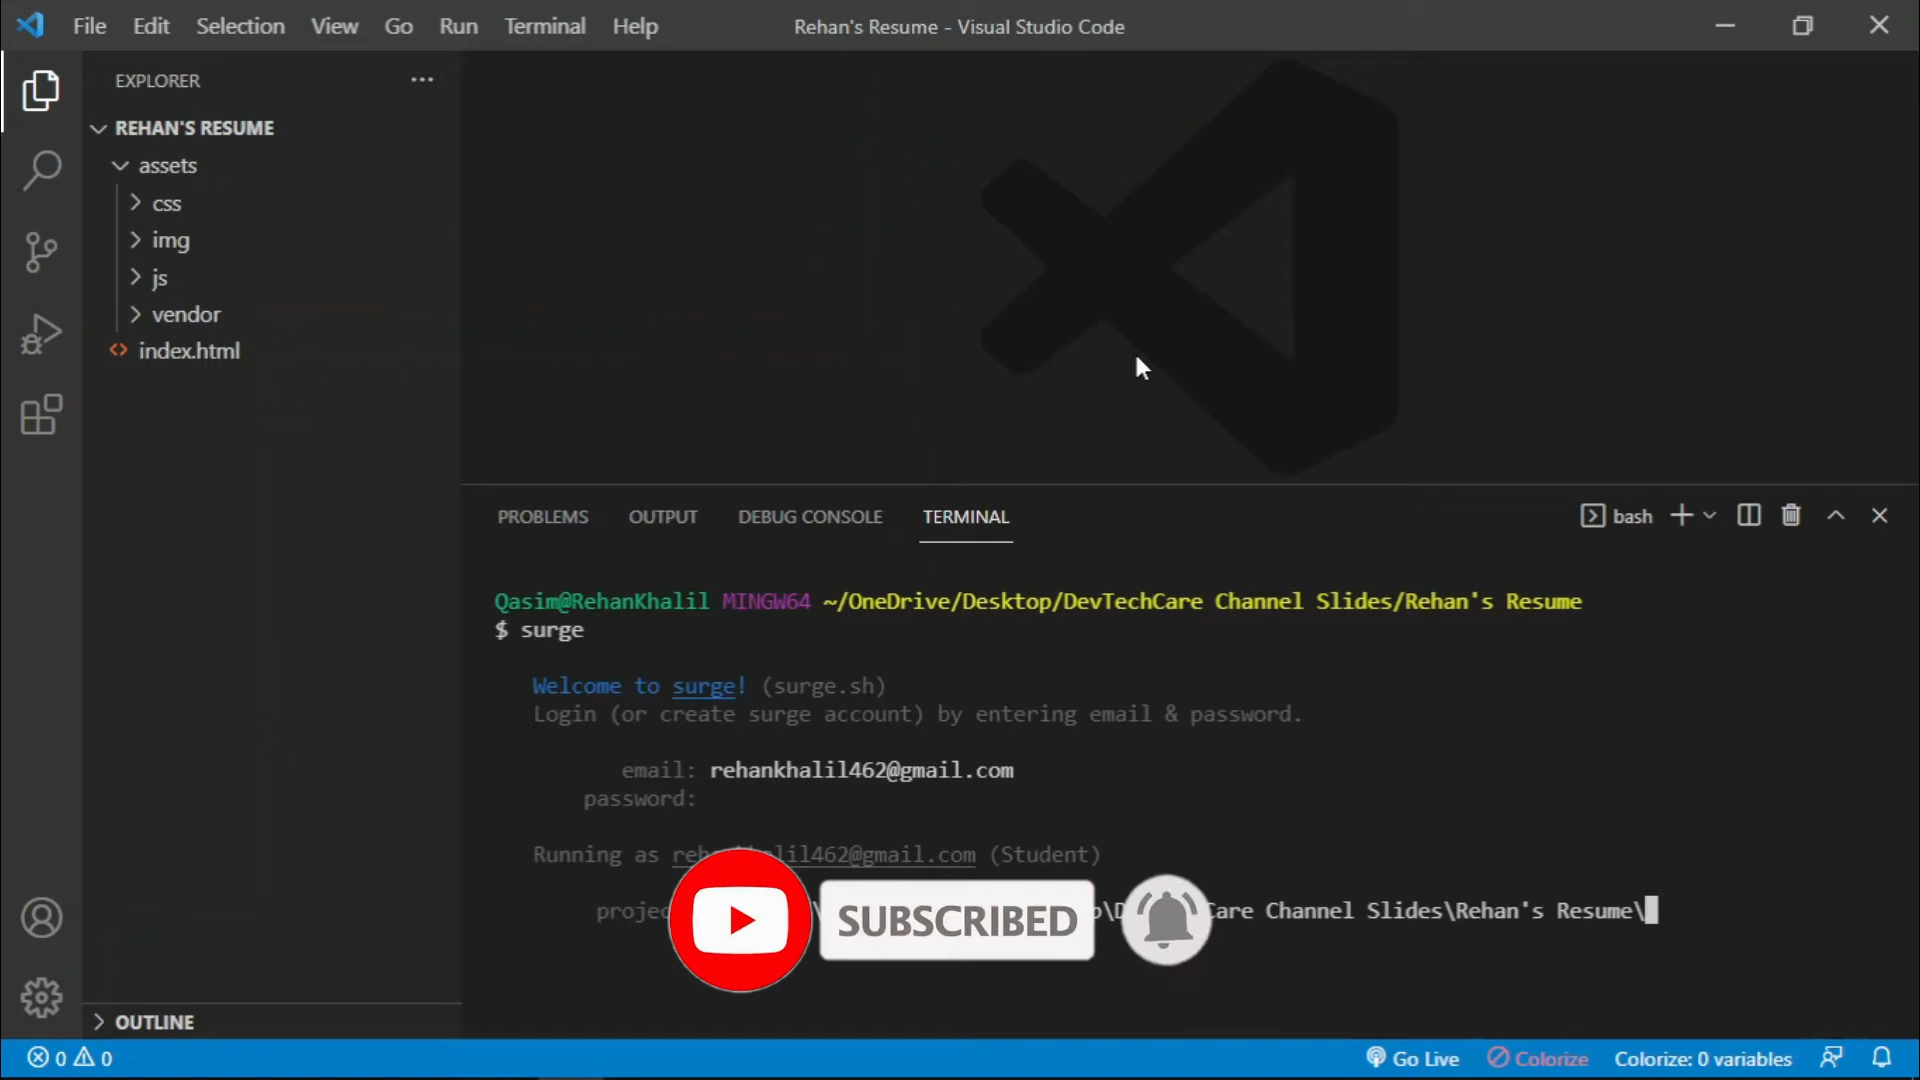 File Edit Selection View Go Run Terminal Help Rehan's Resume - Visual Studio Code
EXPLORER
REHAN'S RESUME
assets
css
img
js
vendor
index.html
OUTLINE
PROBLEMS OUTPUT DEBUG CONSOLE TERMINAL bash
Qasim@RehanKhalil MINGW64 ~/OneDrive/Desktop/DevTechCare Channel Slides/Rehan's Resume
$ surge
Welcome to surge! (surge.sh)
Login (or create surge account) by entering email & password.
email: rehankhalil462@gmail.com
password:
Running as rehankhalil462@gmail.com (Student)
Care Channel Slides\Rehan's Resume\
SUBSCRIBED
0 0 Go Live Colorize Colorize: 0 variables